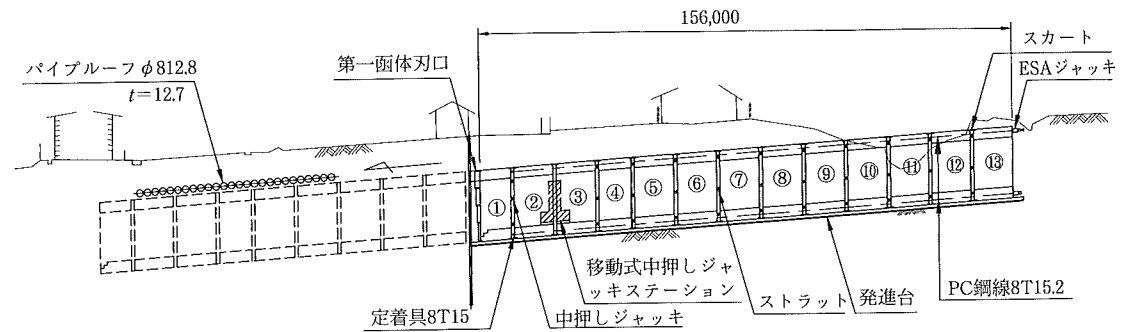 156,000
スカート
ESAジャッキ
パイプルーフφ812.8
t=12.7
第一函体刃口
① ② ③ ④ ⑤ ⑥ ⑦ ⑧ ⑨ ⑩ ⑪ ⑫ ⑬
移動式中押しジャ
ッキステーション
定着具8T15
中押しジャッキ
ストラット
発進台
PC鋼線8T15.2